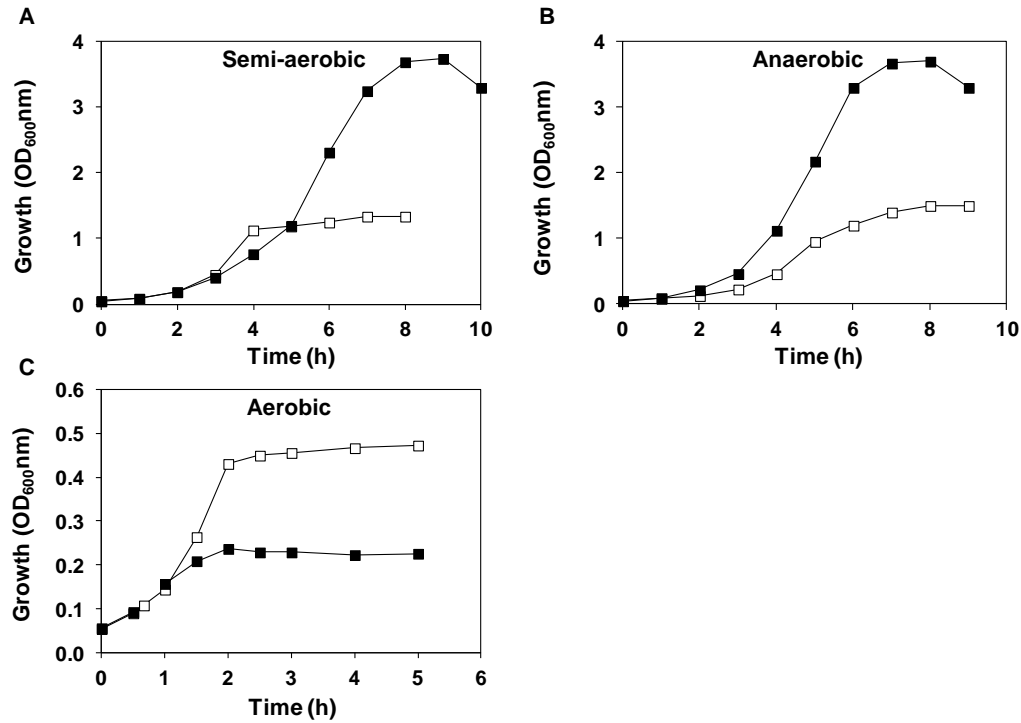 A
Semi-aerobic
Growth (OD600nm)
4
3
2
1
0
0 2 4 6 8 10
Time (h)
B
Anaerobic
Growth (OD600nm)
4
3
2
1
0
0 2 4 6 8 10
Time (h)
C
Aerobic
Growth (OD600nm)
0.6
0.5
0.4
0.3
0.2
0.1
0.0
0 1 2 3 4 5 6
Time (h)